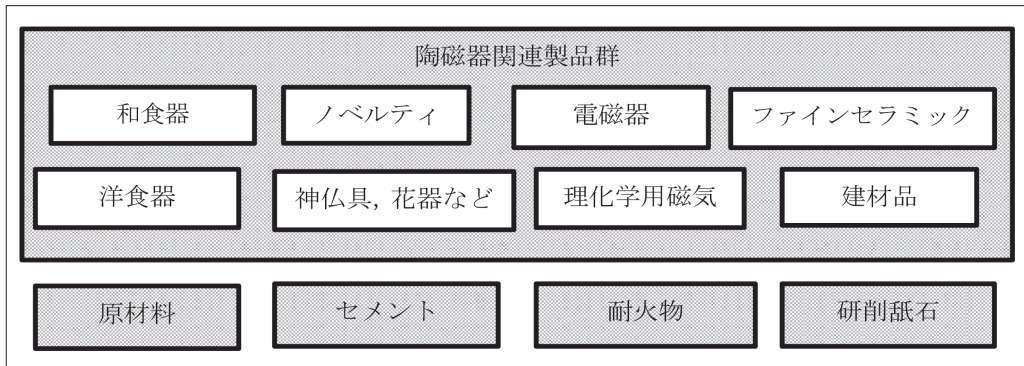 陶磁器関連製品群
和食器
ノベルティ
電磁器
ファインセラミック
洋食器
神仏具, 花器など
理化学用磁気
建材品
原材料
セメント
耐火物
研削舐石